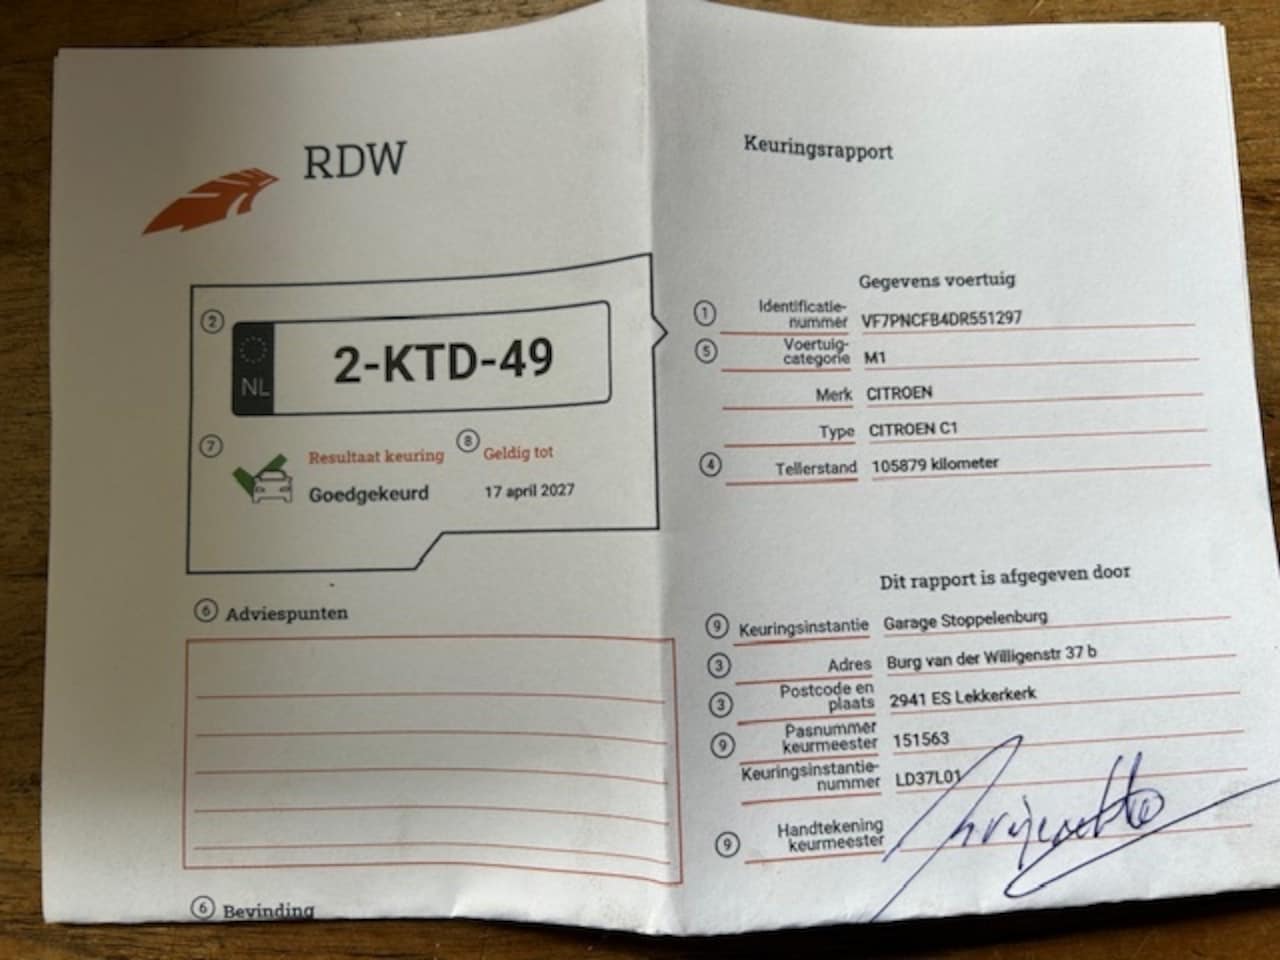 RDW
Keuringsrapport
2
NL
2-KTD-49
7
Resultaat keuring
Goedgekeurd
8
Geldig tot
17 april 2027
6 Adviespunten
6 Bevinding
Gegevens voertuig
1 Identificatie-
nummer VF7PNCFB4DR551297
5 Voertuig-
categorie M1
Merk CITROEN
Type CITROEN C1
4 Tellerstand 105879 kilometer
Dit rapport is afgegeven door
9 Keuringsinstantie Garage Stoppelenburg
3 Adres Burg van der Willigenstr 37 b
3 Postcode en
plaats 2941 ES Lekkerkerk
9 Pasnummer
keurmeester 151563
Keuringsinstantie-
nummer LD37L01
9 Handtekening
keurmeester